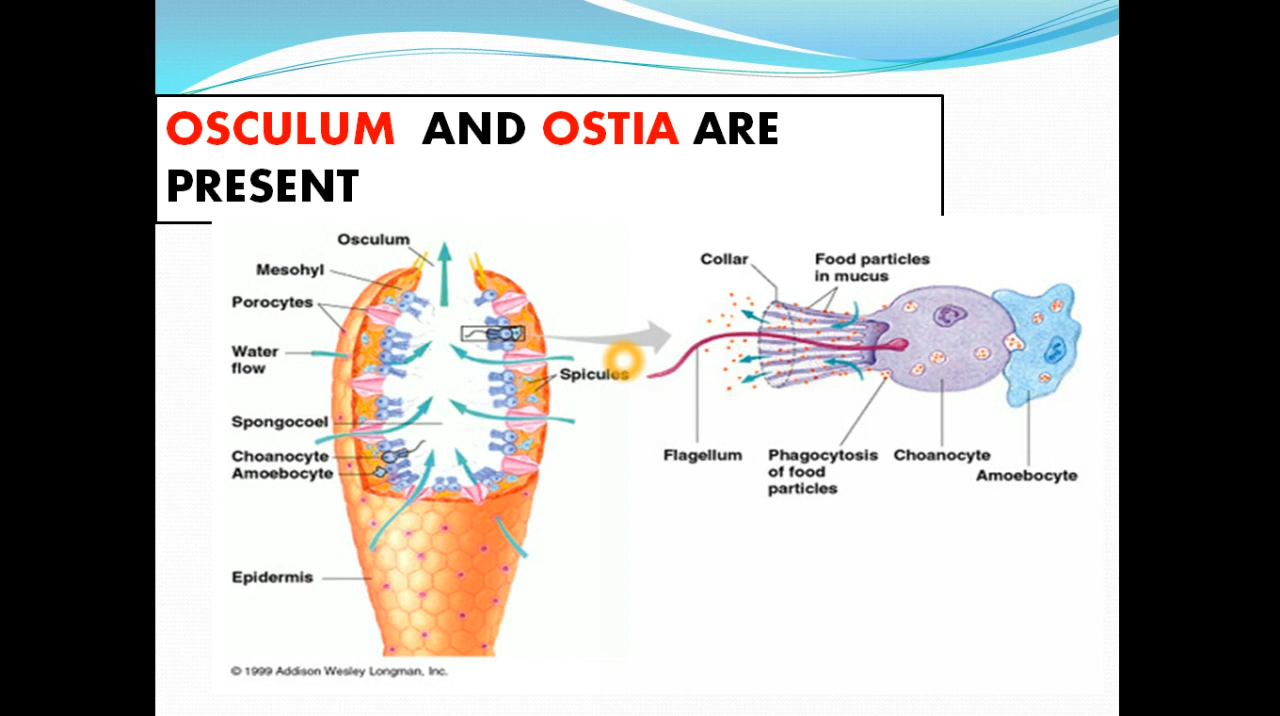 OSCULUM AND OSTIA ARE
PRESENT
Osculum
Mesohyl
Porocytes
Water
flow
Spongocoel
Choanocyte
Amoebocyte
Epidermis
Spicules
Collar
Food particles
in mucus
Flagellum
Phagocytosis
of food
particles
Choanocyte
Amoebocyte
© 1999 Addison Wesley Longman, Inc.